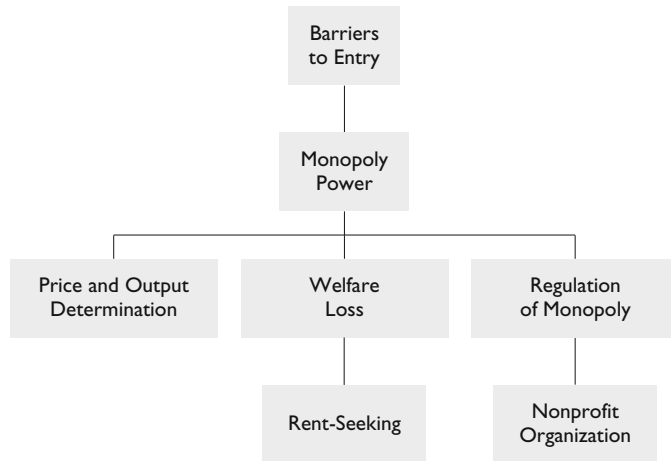 Barriers
to Entry
Monopoly
Power
Price and Output
Determination
Welfare
Loss
Regulation
of Monopoly
Rent-Seeking
Nonprofit
Organization